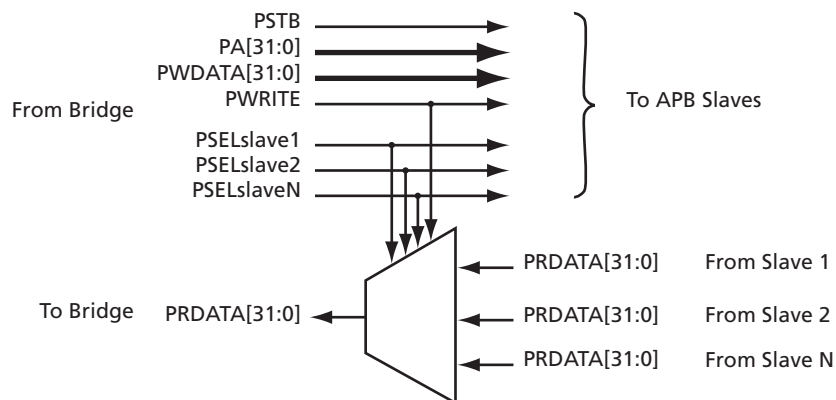 PSTB
PA[31:0]
PWDATA[31:0]
PWRITE
From Bridge
To APB Slaves
PSELslave1
PSELslave2
PSELslaveN
PRDATA[31:0] From Slave 1
To Bridge PRDATA[31:0] PRDATA[31:0] From Slave 2
PRDATA[31:0] From Slave N